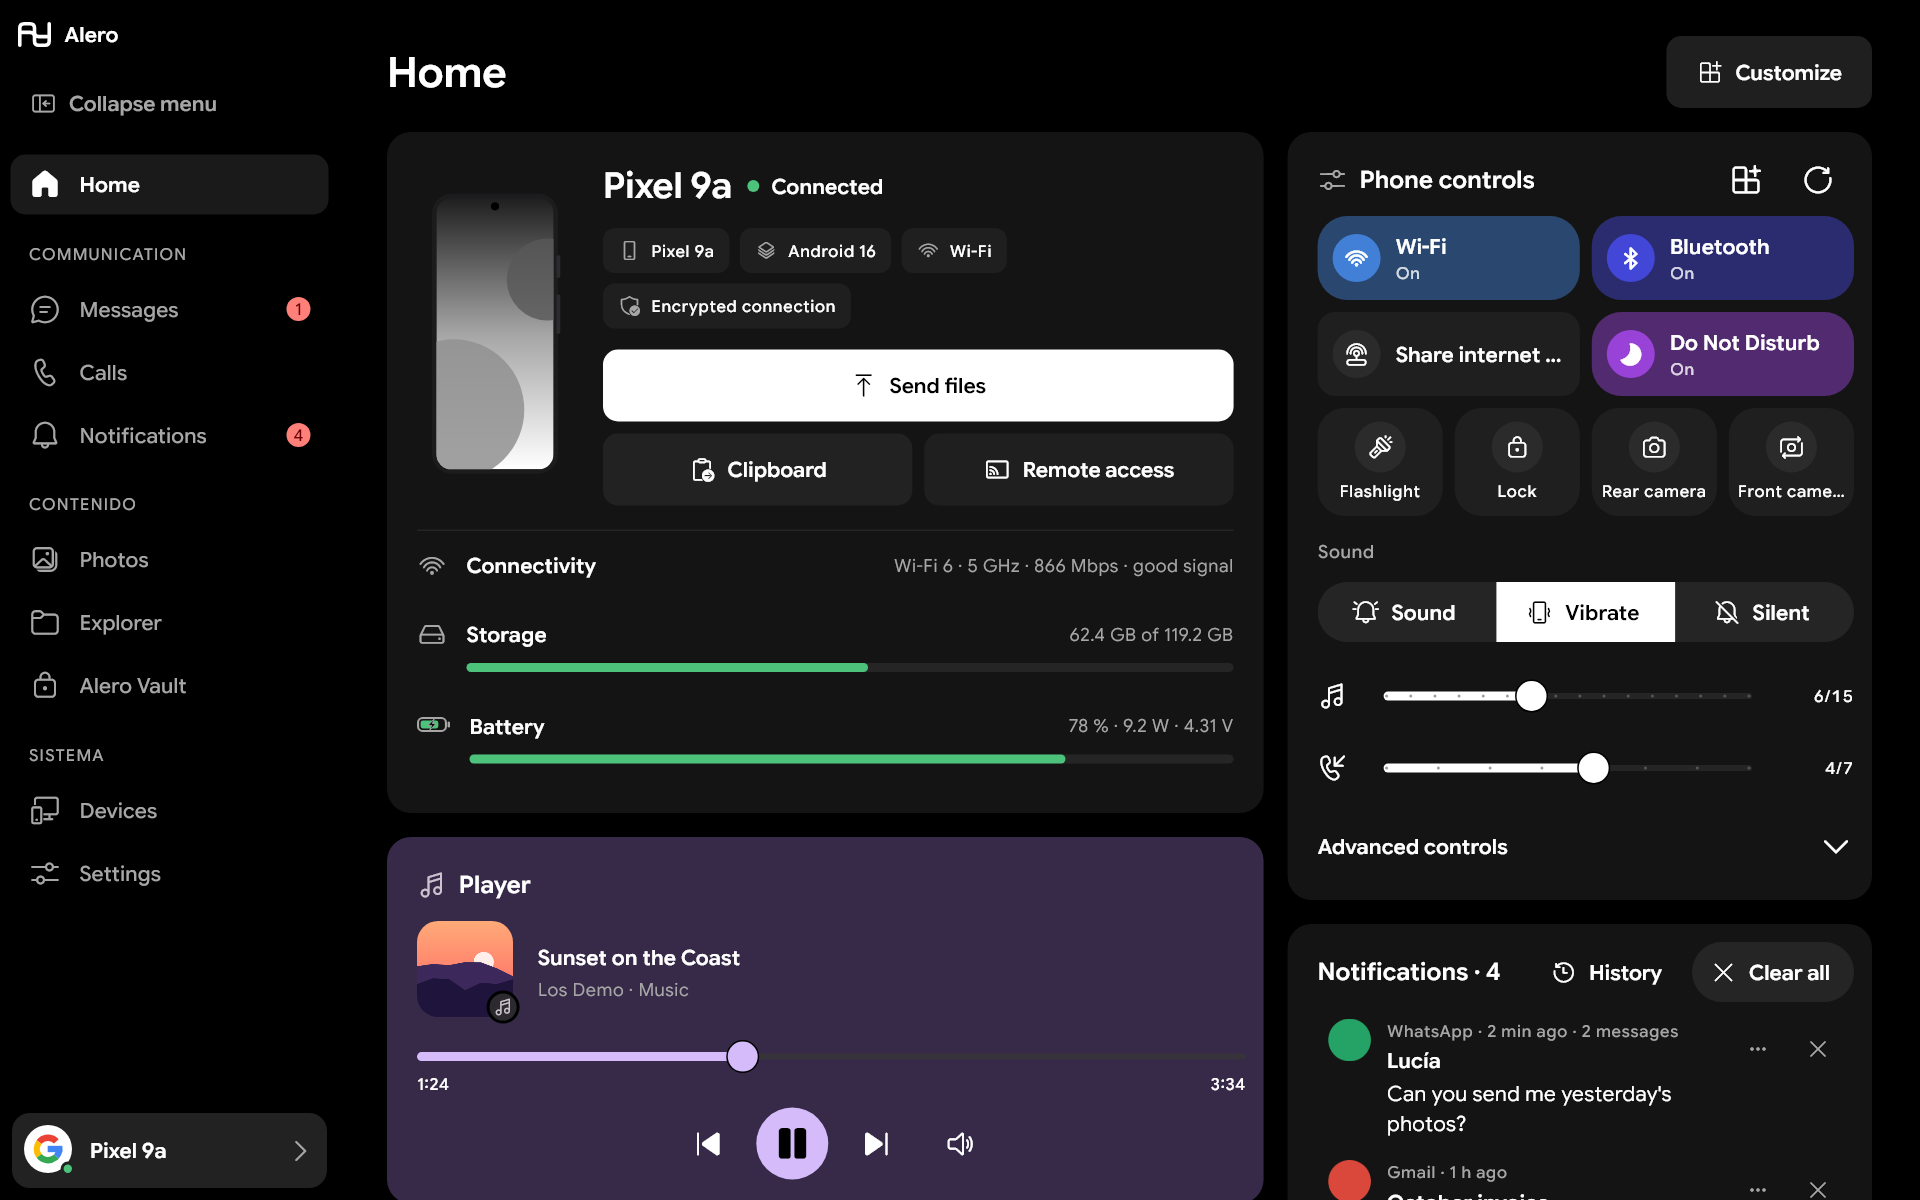 Alero
Collapse menu
Home
COMMUNICATION
Messages
1
Calls
Notifications
4
CONTENIDO
Photos
Explorer
Alero Vault
SISTEMA
Devices
Settings
Pixel 9a
Home
Customize
Pixel 9a
Connected
Pixel 9a
Android 16
Wi-Fi
Encrypted connection
Send files
Clipboard
Remote access
Connectivity
Wi-Fi 6 · 5 GHz · 866 Mbps · good signal
Storage
62.4 GB of 119.2 GB
Battery
78 % · 9.2 W · 4.31 V
Player
Sunset on the Coast
Los Demo · Music
1:24
3:34
Phone controls
Wi-Fi
On
Bluetooth
On
Share internet ...
Do Not Disturb
On
Flashlight
Lock
Rear camera
Front came...
Sound
Sound
Vibrate
Silent
6/15
4/7
Advanced controls
Notifications · 4
History
Clear all
WhatsApp · 2 min ago · 2 messages
Lucía
Can you send me yesterday's
photos?
Gmail · 1 h ago
October invoice